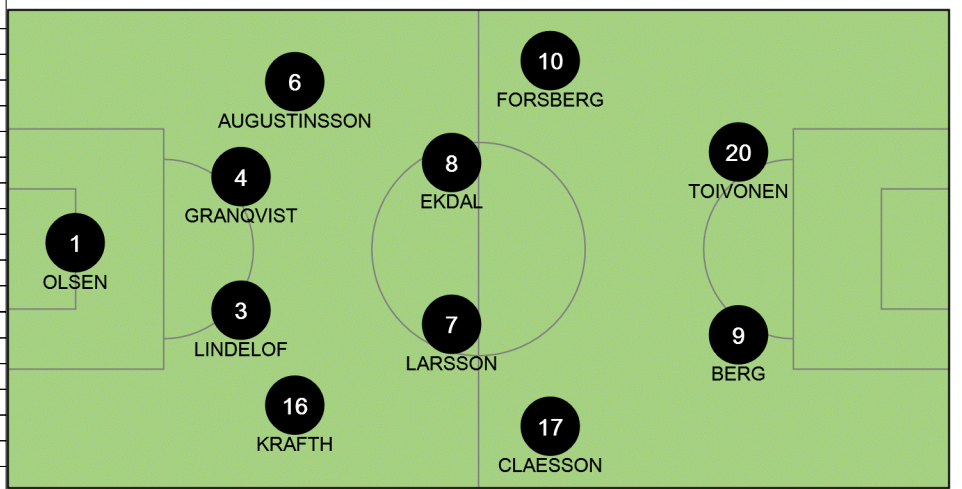 10
FORSBERG
6
AUGUSTINSSON
20
TOIVONEN
8
EKDAL
4
GRANQVIST
1
OLSEN
3
LINDELOF
7
LARSSON
9
BERG
16
KRAFTH
17
CLAESSON